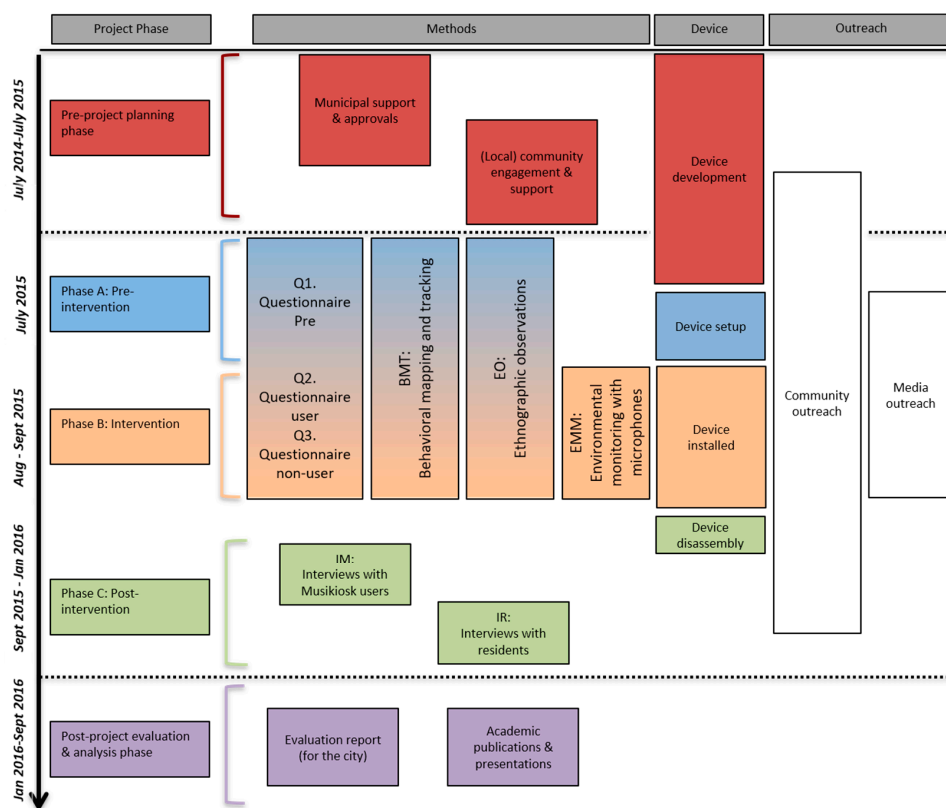 Project Phase
Methods
Device
Outreach
July 2014-July 2015
Pre-project planning
phase
Municipal support
& approvals
(Local) community
engagement &
support
Device
development
July 2015
Phase A: Pre-
intervention
Q1.
Questionnaire
Pre
Q2.
Questionnaire
user
Q3.
Questionnaire
non-user
BMT:
Behavioral mapping and tracking
EO:
Ethnographic observations
EMM:
Environmental
monitoring with
microphones
Device setup
Aug - Sept 2015
Phase B: Intervention
Device
installed
Community
outreach
Media
outreach
Device
disassembly
Sept 2015 - Jan 2016
Phase C: Post-
intervention
IM:
Interviews with
Musikiosk users
IR:
Interviews with
residents
Jan 2016-Sept 2016
Post-project evaluation
& analysis phase
Evaluation report
(for the city)
Academic
publications &
presentations